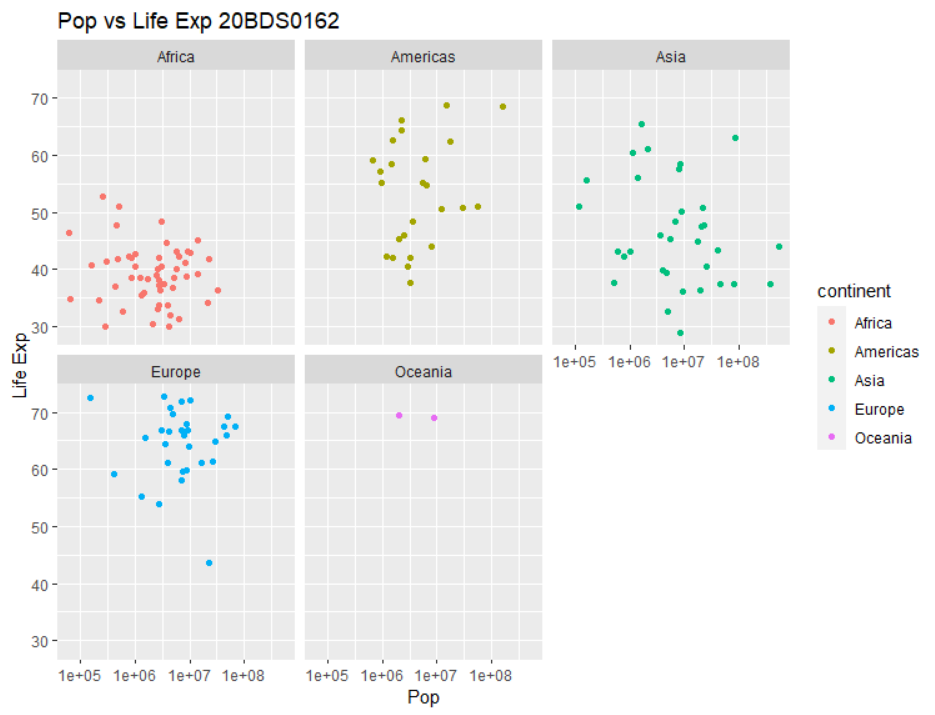 Pop vs Life Exp 20BDS0162
Africa
Americas
Asia
70
60
50
40
30
1e+05 1e+06 1e+07 1e+08
Life Exp
Europe
Oceania
70
60
50
40
30
1e+05 1e+06 1e+07 1e+08
1e+05 1e+06 1e+07 1e+08
Pop
continent
Africa
Americas
Asia
Europe
Oceania